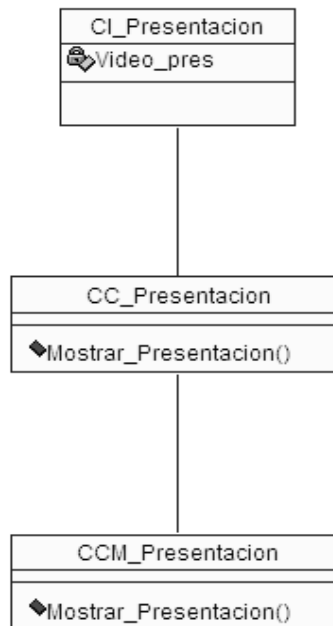 CI_Presentacion
Video_pres
CC_Presentacion
Mostrar_Presentacion()
CCM_Presentacion
Mostrar_Presentacion()